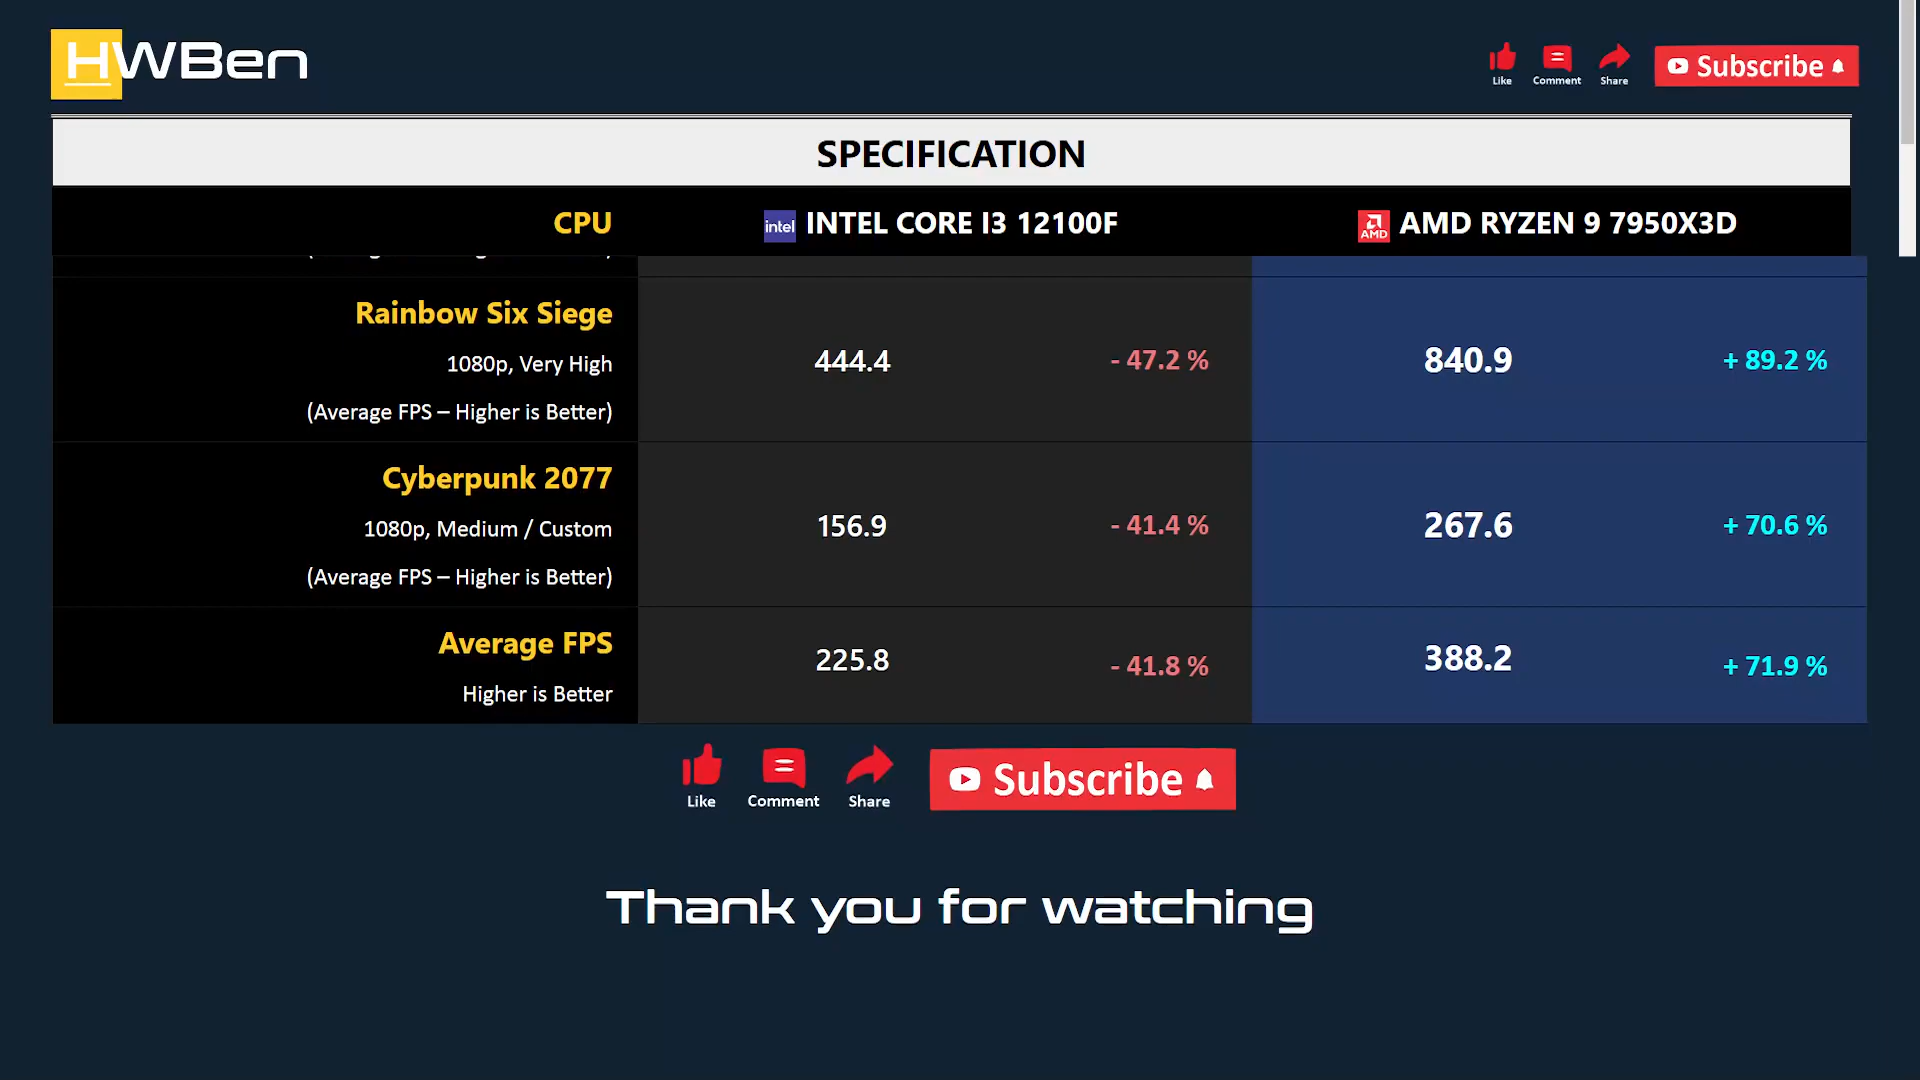 HWBen
Like Comment Share Subscribe
SPECIFICATION
CPU intel INTEL CORE I3 12100F AMD AMD RYZEN 9 7950X3D
Rainbow Six Siege
1080p, Very High
444.4 - 47.2 % 840.9 + 89.2 %
(Average FPS – Higher is Better)
Cyberpunk 2077
1080p, Medium / Custom
156.9 - 41.4 % 267.6 + 70.6 %
(Average FPS – Higher is Better)
Average FPS
225.8 - 41.8 % 388.2 + 71.9 %
Higher is Better
Like Comment Share Subscribe
Thank you for watching